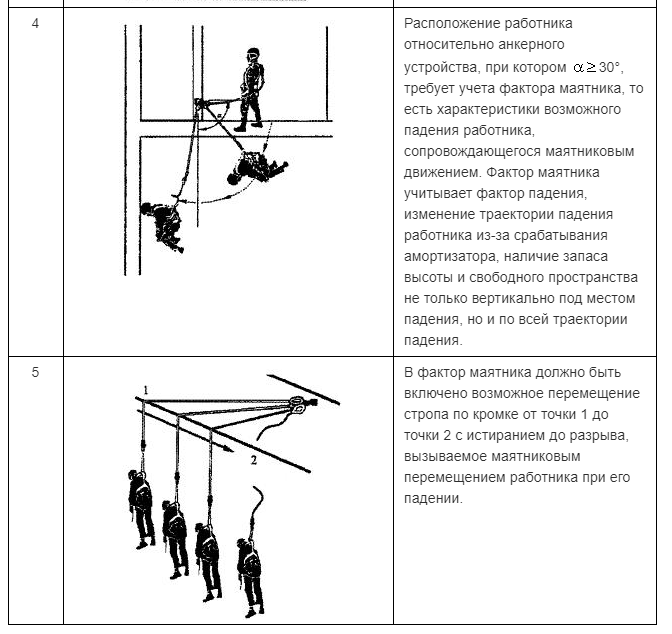 4
Расположение работника
относительно анкерного
устройства, при котором α ≥ 30°,
требует учета фактора маятника, то
есть характеристики возможного
падения работника,
сопровождающегося маятниковым
движением. Фактор маятника
учитывает фактор падения,
изменение траектории падения
работника из-за срабатывания
амортизатора, наличие запаса
высоты и свободного пространства
не только вертикально под местом
падения, но и по всей траектории
падения.
5
1
2
В фактор маятника должно быть
включено возможное перемещение
стропа по кромке от точки 1 до
точки 2 с истиранием до разрыва,
вызываемое маятниковым
перемещением работника при его
падении.